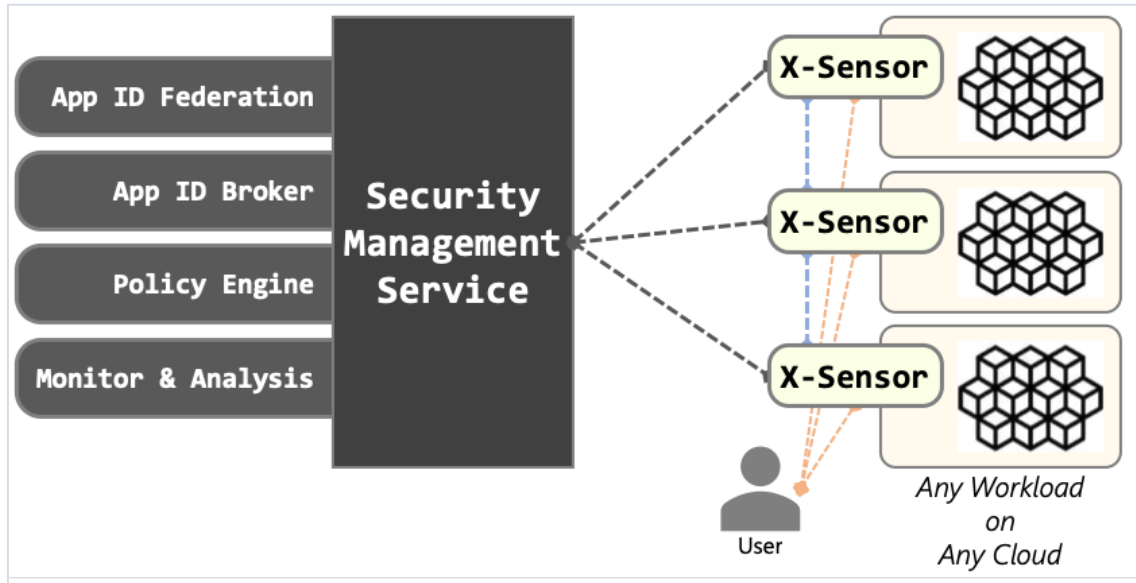 App ID Federation
App ID Broker
Policy Engine
Monitor & Analysis
Security
Management
Service
X-Sensor
X-Sensor
X-Sensor
User
Any Workload
on
Any Cloud